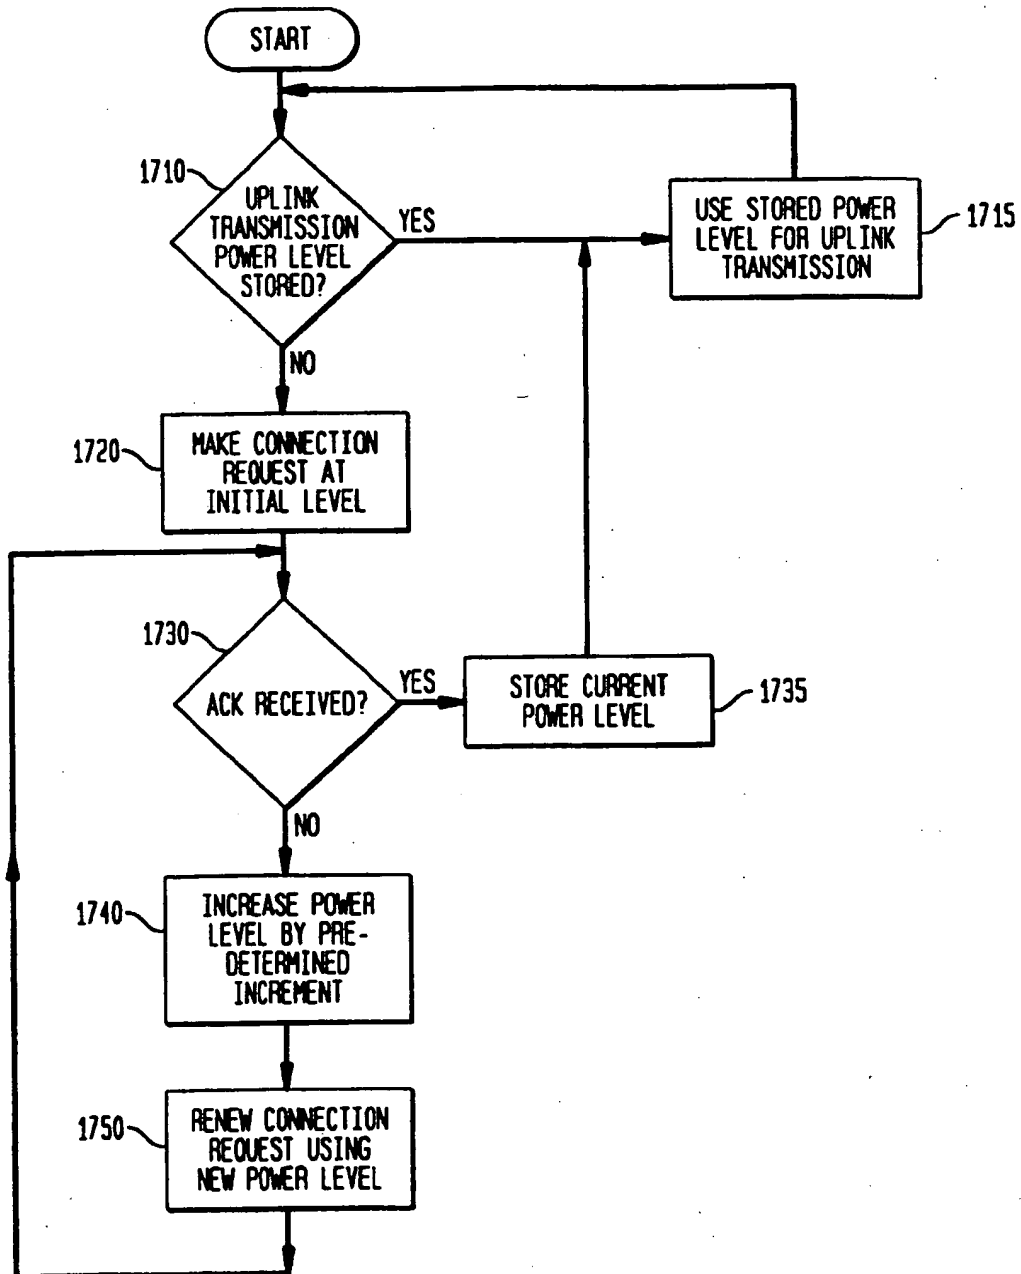 START
1710
UPLINK
TRANSMISSION
POWER LEVEL
STORED?
YES
USE STORED POWER
LEVEL FOR UPLINK
TRANSMISSION
1715
NO
1720
MAKE CONNECTION
REQUEST AT
INITIAL LEVEL
1730
ACK RECEIVED?
YES
STORE CURRENT
POWER LEVEL
1735
NO
1740
INCREASE POWER
LEVEL BY PRE-
DETERMINED
INCREMENT
1750
RENEW CONNECTION
REQUEST USING
NEW POWER LEVEL